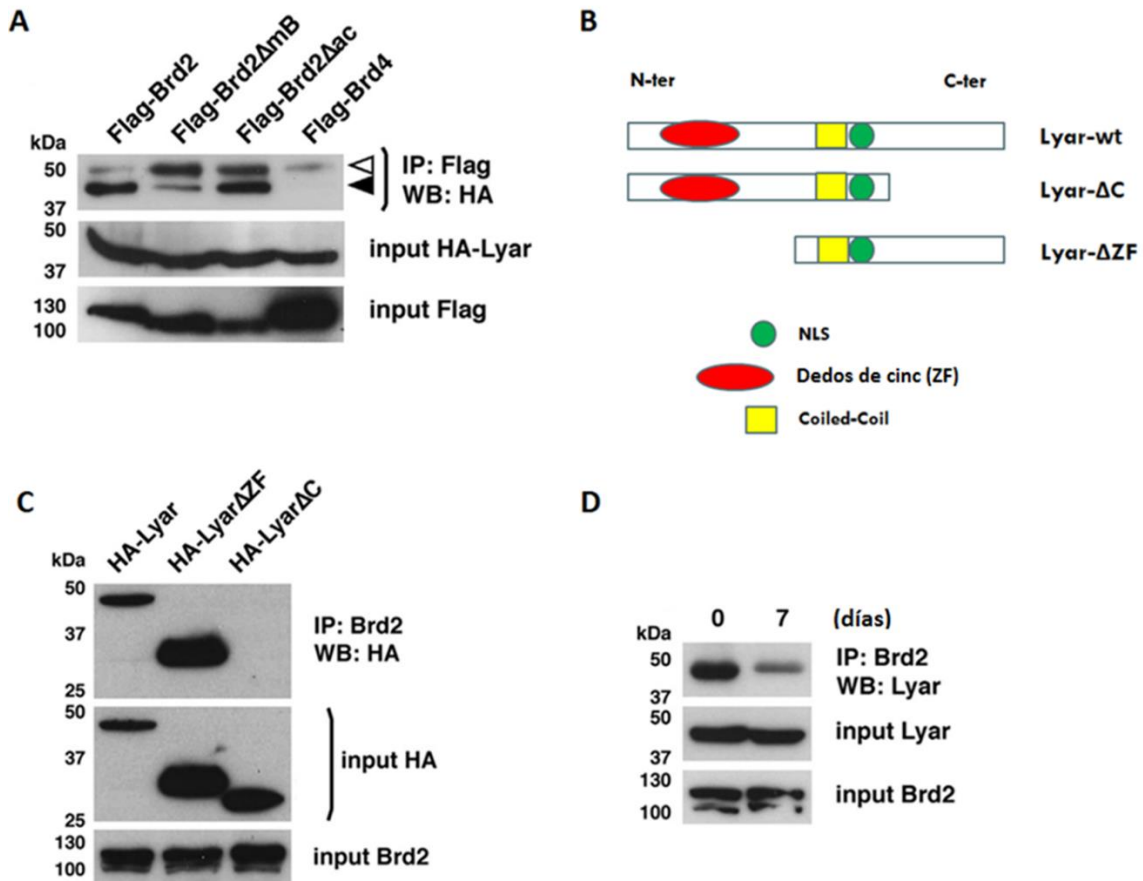 A
Flag-Brd2
Flag-Brd2ΔmB
Flag-Brd2Δac
Flag-Brd4
kDa
50
37
IP: Flag
WB: HA
50
37
input HA-Lyar
130
100
input Flag
B
N-ter
C-ter
Lyar-wt
Lyar-ΔC
Lyar-ΔZF
NLS
Dedos de cinc (ZF)
Coiled-Coil
C
HA-Lyar
HA-LyarΔZF
HA-LyarΔC
kDa
50
37
25
IP: Brd2
WB: HA
50
37
25
input HA
130
100
input Brd2
D
0 7 (días)
kDa
50
37
IP: Brd2
WB: Lyar
50
37
input Lyar
130
100
input Brd2